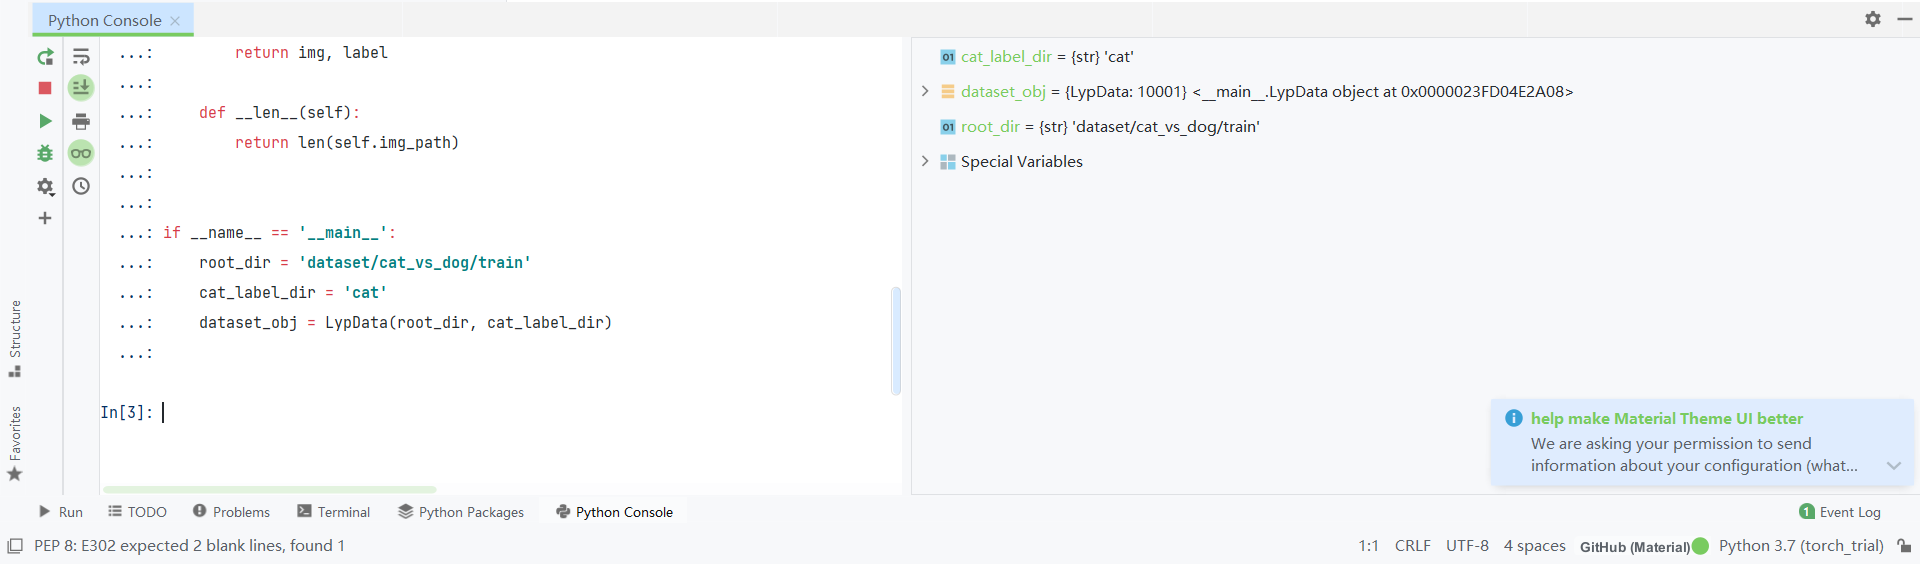 Python Console
...:         return img, label
...:
...:     def __len__(self):
...:         return len(self.img_path)
...:
...:
...: if __name__ == '__main__':
...:     root_dir = 'dataset/cat_vs_dog/train'
...:     cat_label_dir = 'cat'
...:     dataset_obj = LypData(root_dir, cat_label_dir)
...:
In[3]:
01 cat_label_dir = {str} 'cat'
dataset_obj = {LypData: 10001} <__main__.LypData object at 0x0000023FD04E2A08>
01 root_dir = {str} 'dataset/cat_vs_dog/train'
Special Variables
Structure
Favorites
help make Material Theme UI better
We are asking your permission to send
information about your configuration (what...
Run TODO Problems Terminal Python Packages Python Console 1 Event Log
PEP 8: E302 expected 2 blank lines, found 1 1:1 CRLF UTF-8 4 spaces GitHub (Material) Python 3.7 (torch_trial)